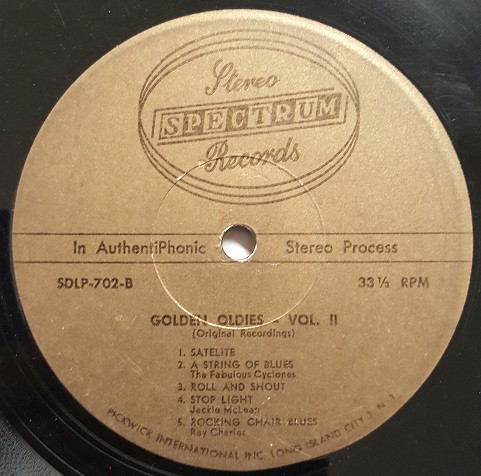 Stereo
SPECTRUM
Records
In AuthentiPhonic Stereo Process
SDLP-702-B 33⅓ RPM
GOLDEN OLDIES - VOL. II
(Original Recordings)
1. SATELITE
2. A STRING OF BLUES
The Fabulous Cyclones
3. ROLL AND SHOUT
4. STOP LIGHT
Jackie McLean
5. ROCKING CHAIR BLUES
Ray Charles
PICKWICK INTERNATIONAL INC. LONG ISLAND CITY 1, N. Y.